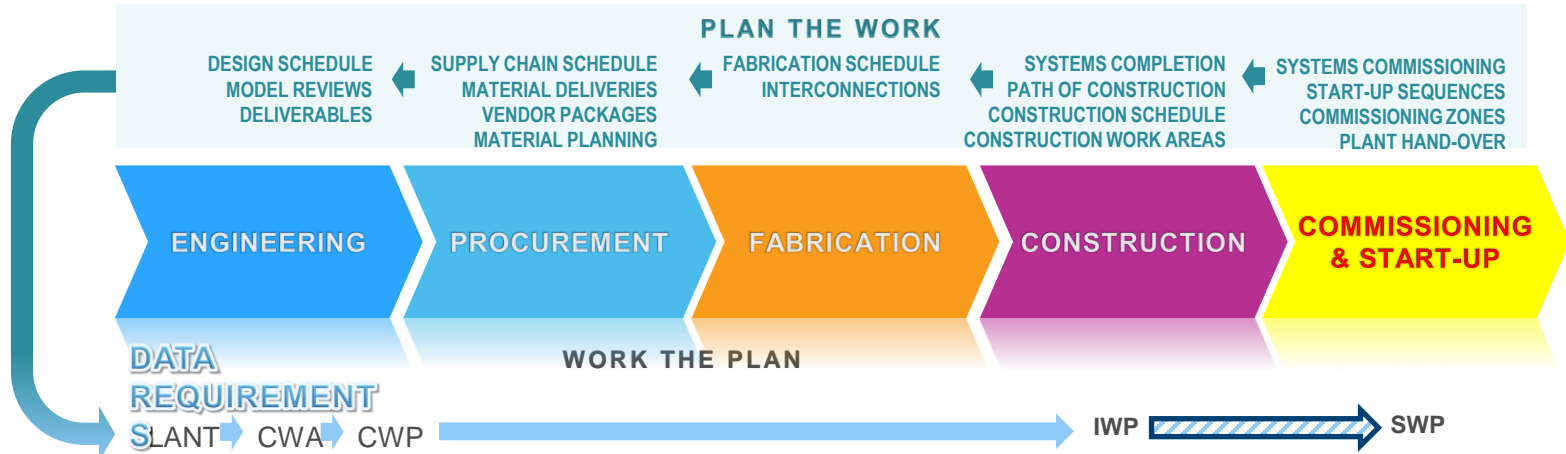 PLAN THE WORK
DESIGN SCHEDULE
MODEL REVIEWS
DELIVERABLES
SUPPLY CHAIN SCHEDULE
MATERIAL DELIVERIES
VENDOR PACKAGES
MATERIAL PLANNING
FABRICATION SCHEDULE
INTERCONNECTIONS
SYSTEMS COMPLETION
PATH OF CONSTRUCTION
CONSTRUCTION SCHEDULE
CONSTRUCTION WORK AREAS
SYSTEMS COMMISSIONING
START-UP SEQUENCES
COMMISSIONING ZONES
PLANT HAND-OVER
ENGINEERING
PROCUREMENT
FABRICATION
CONSTRUCTION
COMMISSIONING
& START-UP
WORK THE PLAN
DATA
REQUIREMENT
S
LANT
CWA
CWP
IWP
SWP